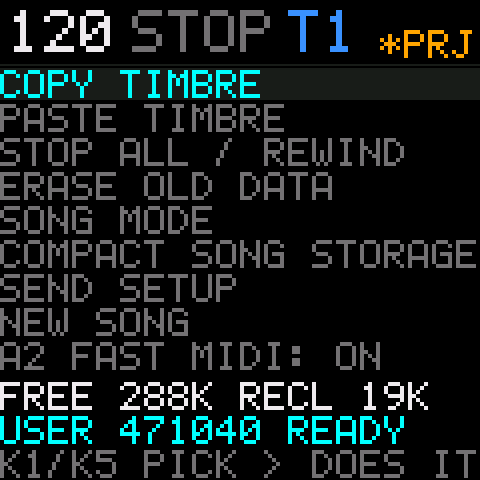 120 STOP T1 *PRJ
COPY TIMBRE
PASTE TIMBRE
STOP ALL / REWIND
ERASE OLD DATA
SONG MODE
COMPACT SONG STORAGE
SEND SETUP
NEW SONG
A2 FAST MIDI: ON
FREE 288K RECL 19K
USER 471040 READY
K1/K5 PICK > DOES IT